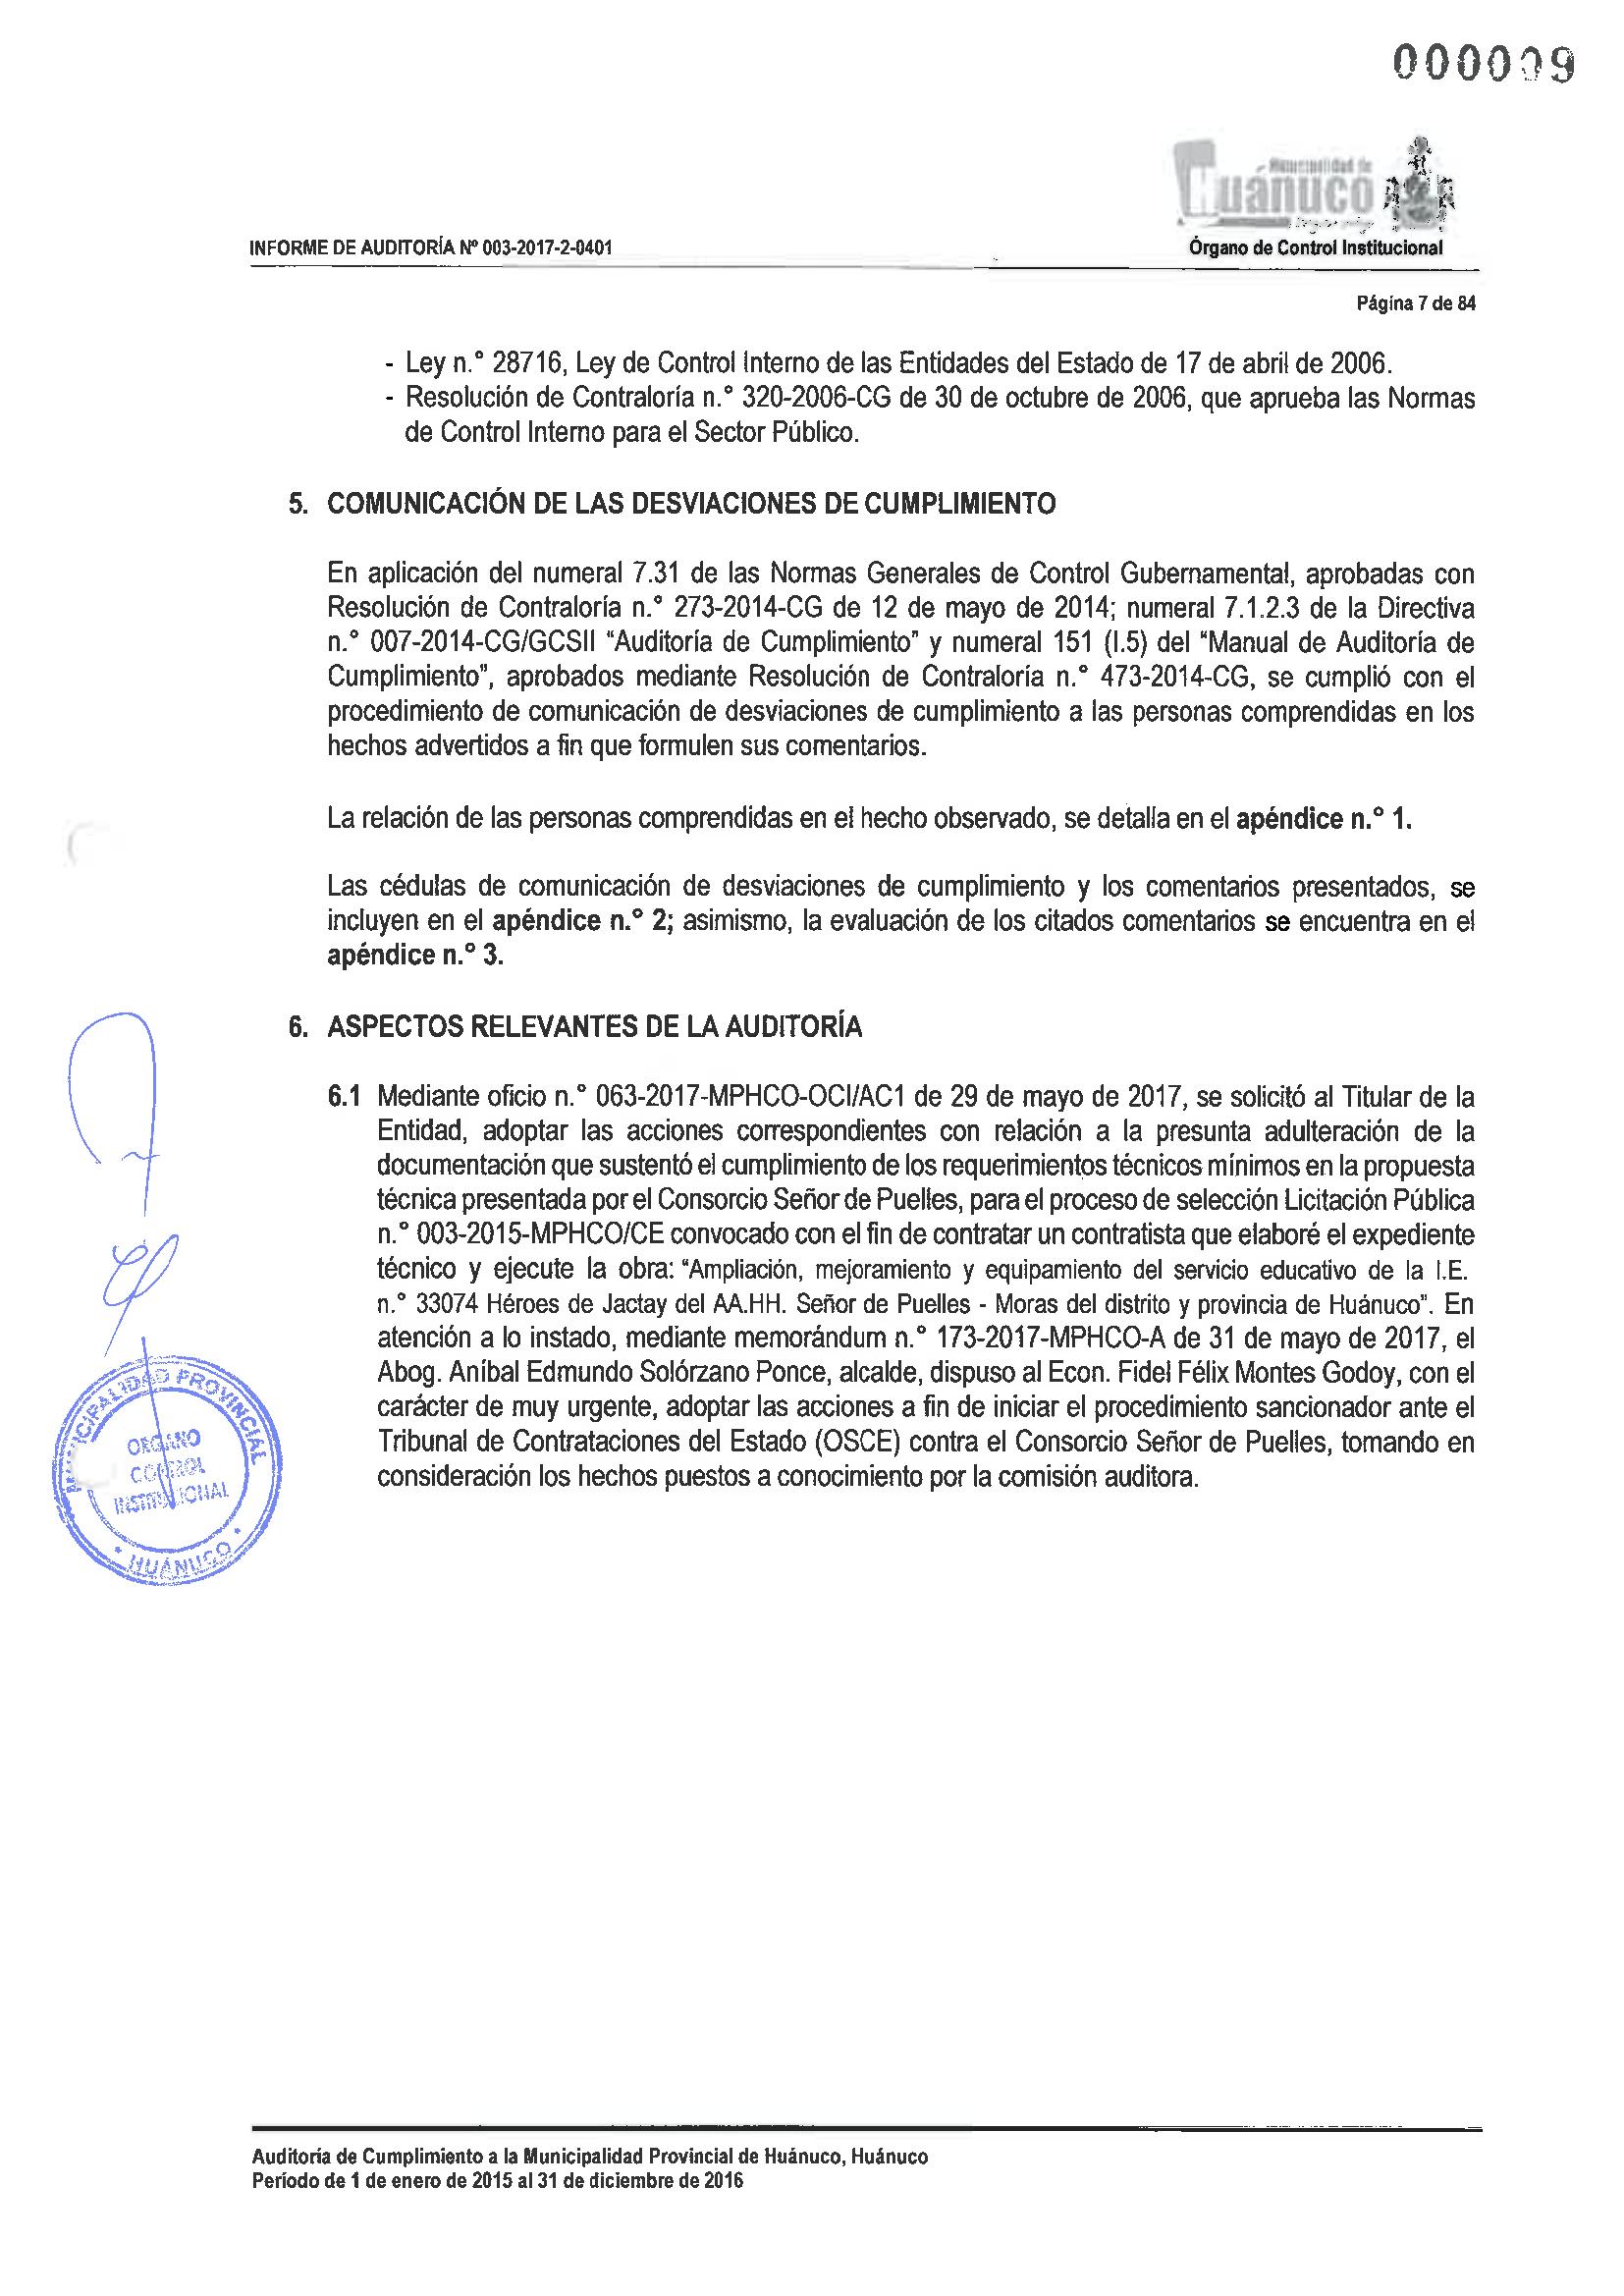 000009
Municipalidad de
Huánuco
INFORME DE AUDITORÍA Nº 003-2017-2-0401
Órgano de Control Institucional
Página 7 de 84
- Ley n.° 28716, Ley de Control Interno de las Entidades del Estado de 17 de abril de 2006.
- Resolución de Contraloría n.° 320-2006-CG de 30 de octubre de 2006, que aprueba las Normas
de Control Interno para el Sector Público.
5. COMUNICACIÓN DE LAS DESVIACIONES DE CUMPLIMIENTO
En aplicación del numeral 7.31 de las Normas Generales de Control Gubernamental, aprobadas con
Resolución de Contraloría n.° 273-2014-CG de 12 de mayo de 2014; numeral 7.1.2.3 de la Directiva
n.° 007-2014-CG/GCSII “Auditoría de Cumplimiento” y numeral 151 (I.5) del “Manual de Auditoría de
Cumplimiento”, aprobados mediante Resolución de Contraloría n.° 473-2014-CG, se cumplió con el
procedimiento de comunicación de desviaciones de cumplimiento a las personas comprendidas en los
hechos advertidos a fin que formulen sus comentarios.
La relación de las personas comprendidas en el hecho observado, se detalla en el apéndice n.° 1.
Las cédulas de comunicación de desviaciones de cumplimiento y los comentarios presentados, se
incluyen en el apéndice n.° 2; asimismo, la evaluación de los citados comentarios se encuentra en el
apéndice n.° 3.
6. ASPECTOS RELEVANTES DE LA AUDITORÍA
6.1 Mediante oficio n.° 063-2017-MPHCO-OCI/AC1 de 29 de mayo de 2017, se solicitó al Titular de la
Entidad, adoptar las acciones correspondientes con relación a la presunta adulteración de la
documentación que sustentó el cumplimiento de los requerimientos técnicos mínimos en la propuesta
técnica presentada por el Consorcio Señor de Puelles, para el proceso de selección Licitación Pública
n.° 003-2015-MPHCO/CE convocado con el fin de contratar un contratista que elaboré el expediente
técnico y ejecute la obra: “Ampliación, mejoramiento y equipamiento del servicio educativo de la I.E.
n.° 33074 Héroes de Jactay del AA.HH. Señor de Puelles - Moras del distrito y provincia de Huánuco”. En
atención a lo instado, mediante memorándum n.° 173-2017-MPHCO-A de 31 de mayo de 2017, el
Abog. Aníbal Edmundo Solórzano Ponce, alcalde, dispuso al Econ. Fidel Félix Montes Godoy, con el
carácter de muy urgente, adoptar las acciones a fin de iniciar el procedimiento sancionador ante el
Tribunal de Contrataciones del Estado (OSCE) contra el Consorcio Señor de Puelles, tomando en
consideración los hechos puestos a conocimiento por la comisión auditora.
MUNICIPALIDAD PROVINCIAL
ORGANO
CONTROL
INSTITUCIONAL
HUÁNUCO
Auditoría de Cumplimiento a la Municipalidad Provincial de Huánuco, Huánuco
Período de 1 de enero de 2015 al 31 de diciembre de 2016